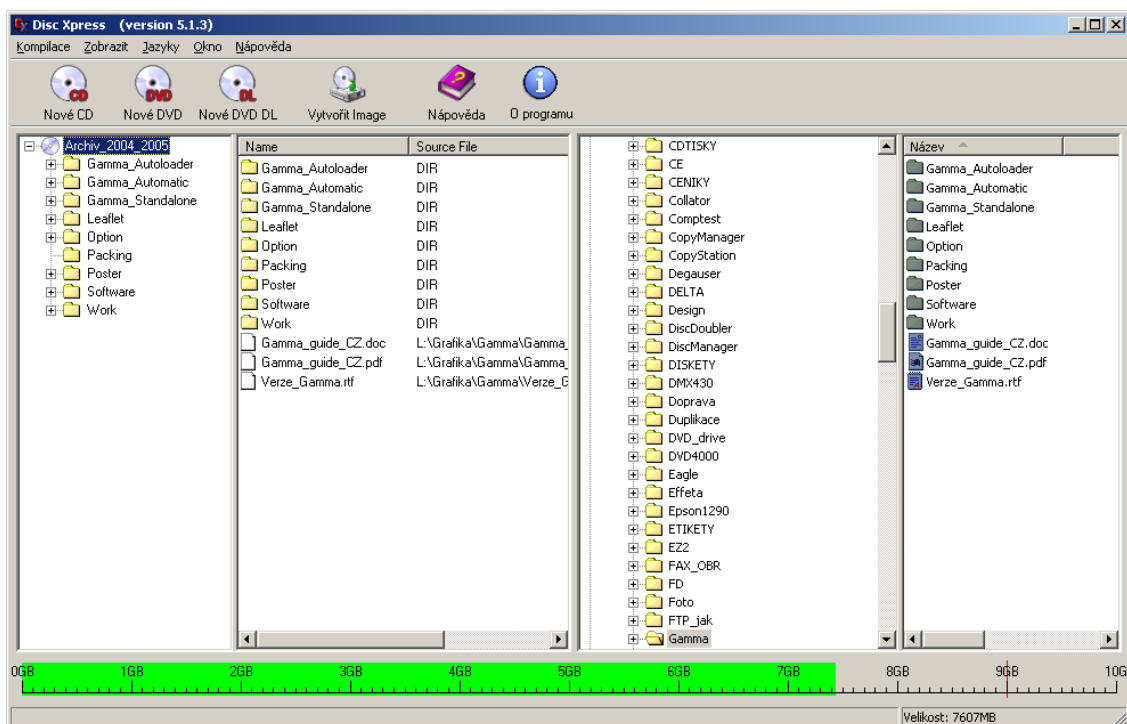 Disc Xpress (version 5.1.3)
Kompilace Zobrazit Jazyky Okno Nápověda
CD DVD DL
Nové CD Nové DVD Nové DVD DL Vytvořit Image Nápověda O programu
Archiv_2004_2005
Gamma_Autoloader
Gamma_Automatic
Gamma_Standalone
Leaflet
Option
Packing
Poster
Software
Work
Name Source File
Gamma_Autoloader DIR
Gamma_Automatic DIR
Gamma_Standalone DIR
Leaflet DIR
Option DIR
Packing DIR
Poster DIR
Software DIR
Work DIR
Gamma_guide_CZ.doc L:\Grafika\Gamma\Gamma_
Gamma_guide_CZ.pdf L:\Grafika\Gamma\Gamma_
Verze_Gamma.rtf L:\Grafika\Gamma\Verze_G
CDTISKY
CE
CENIKY
Collator
Comptest
CopyManager
CopyStation
Degauser
DELTA
Design
DiscDoubler
DiscManager
DISKETY
DMX430
Doprava
Duplikace
DVD_drive
DVD4000
Eagle
Effeta
Epson1290
ETIKETY
EZ2
FAX_OBR
FD
Foto
FTP_jak
Gamma
Název
Gamma_Autoloader
Gamma_Automatic
Gamma_Standalone
Leaflet
Option
Packing
Poster
Software
Work
Gamma_guide_CZ.doc
Gamma_guide_CZ.pdf
Verze_Gamma.rtf
0GB 1GB 2GB 3GB 4GB 5GB 6GB 7GB 8GB 9GB 10G
Velikost: 7607MB